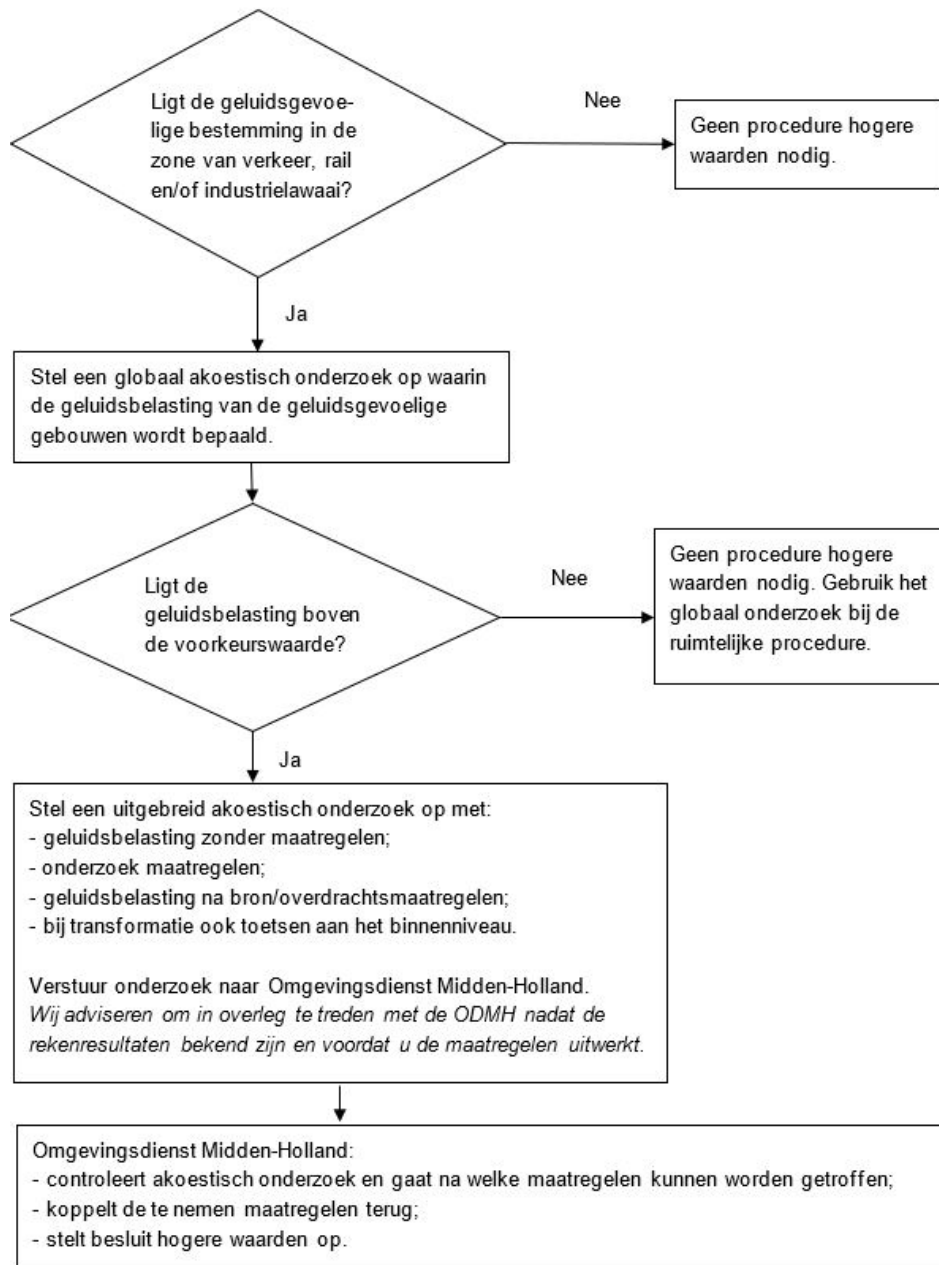 Ligt de geluidsgevoe-
lige bestemming in de
zone van verkeer, rail
en/of industrielawaai?
Nee
Geen procedure hogere
waarden nodig.
Ja
Stel een globaal akoestisch onderzoek op waarin
de geluidsbelasting van de geluidsgevoelige
gebouwen wordt bepaald.
Ligt de
geluidsbelasting boven
de voorkeurswaarde?
Nee
Geen procedure hogere
waarden nodig. Gebruik het
globaal onderzoek bij de
ruimtelijke procedure.
Ja
Stel een uitgebreid akoestisch onderzoek op met:
- geluidsbelasting zonder maatregelen;
- onderzoek maatregelen;
- geluidsbelasting na bron/overdrachtsmaatregelen;
- bij transformatie ook toetsen aan het binnenniveau.
Verstuur onderzoek naar Omgevingsdienst Midden-Holland.
Wij adviseren om in overleg te treden met de ODMH nadat de
rekenresultaten bekend zijn en voordat u de maatregelen uitwerkt.
Omgevingsdienst Midden-Holland:
- controleert akoestisch onderzoek en gaat na welke maatregelen kunnen worden getroffen;
- koppelt de te nemen maatregelen terug;
- stelt besluit hogere waarden op.